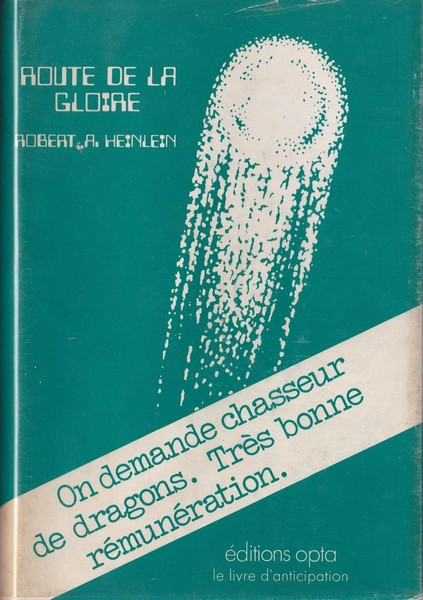 ROUTE DE LA
GLOIRE
ROBERT .A. HEINLEIN
On demande chasseur
de dragons. Très bonne
rémunération.
éditions opta
le livre d'anticipation